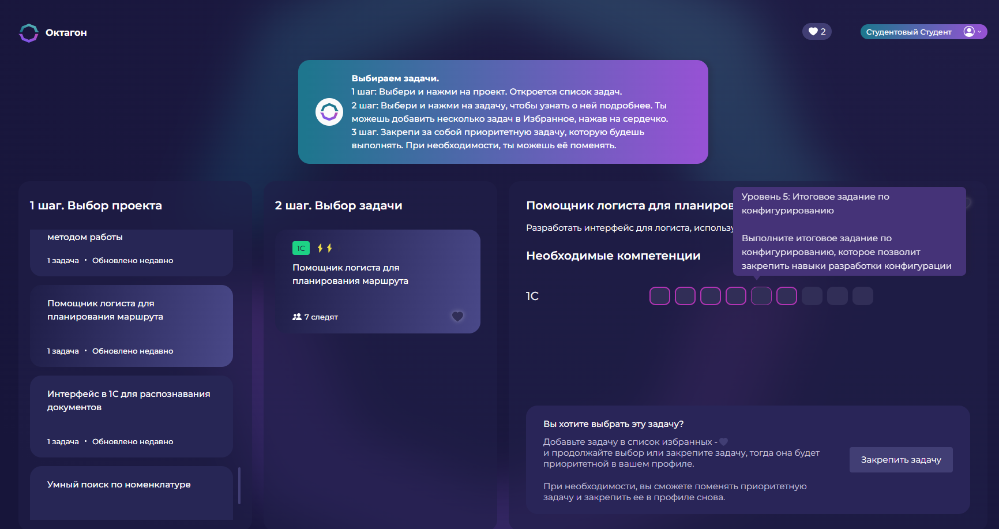 Октагон
2
Студентовый Студент
Выбираем задачи.
1 шаг: Выбери и нажми на проект. Откроется список задач.
2 шаг: Выбери и нажми на задачу, чтобы узнать о ней подробнее. Ты
можешь добавить несколько задач в Избранное, нажав на сердечко.
3 шаг. Закрепи за собой приоритетную задачу, которую будешь
выполнять. При необходимости, ты можешь её поменять.
1 шаг. Выбор проекта
методом работы
1 задача • Обновлено недавно
Помощник логиста для
планирования маршрута
1 задача • Обновлено недавно
Интерфейс в 1С для распознавания
документов
1 задача • Обновлено недавно
Умный поиск по номенклатуре
2 шаг. Выбор задачи
1С
Помощник логиста для
планирования маршрута
7 следят
Помощник логиста для планиров
Разработать интерфейс для логиста, использу
Необходимые компетенции
Уровень 5: Итоговое задание по
конфигурированию
Выполните итоговое задание по
конфигурированию, которое позволит
закрепить навыки разработки конфигурации
1С
Вы хотите выбрать эту задачу?
Добавьте задачу в список избранных -
и продолжайте выбор или закрепите задачу, тогда она будет
приоритетной в вашем профиле.
При необходимости, вы сможете поменять приоритетную
задачу и закрепить ее в профиле снова.
Закрепить задачу